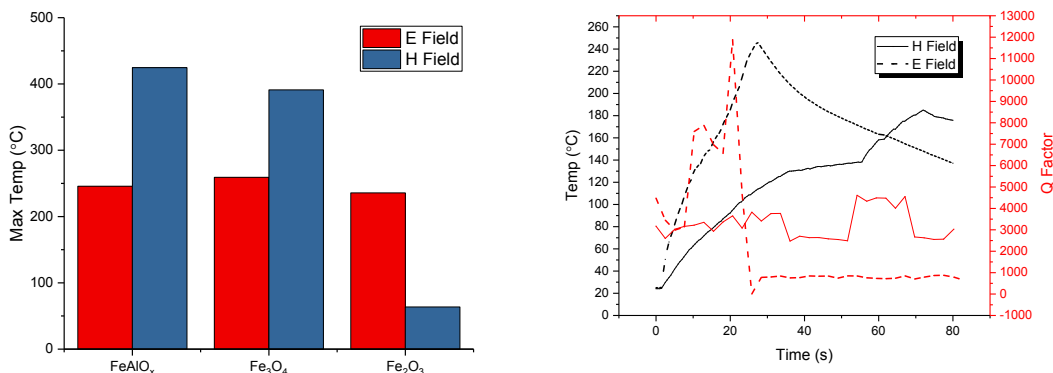 500
400
300
200
100
0
Max Temp (°C)
E Field
H Field
FeAlOₓ
Fe₃O₄
Fe₂O₃
260
240
220
200
180
160
140
120
100
80
60
40
20
0
Temp (°C)
H Field
E Field
13000
12000
11000
10000
9000
8000
7000
6000
5000
4000
3000
2000
1000
0
-1000
Q Factor
0 20 40 60 80
Time (s)